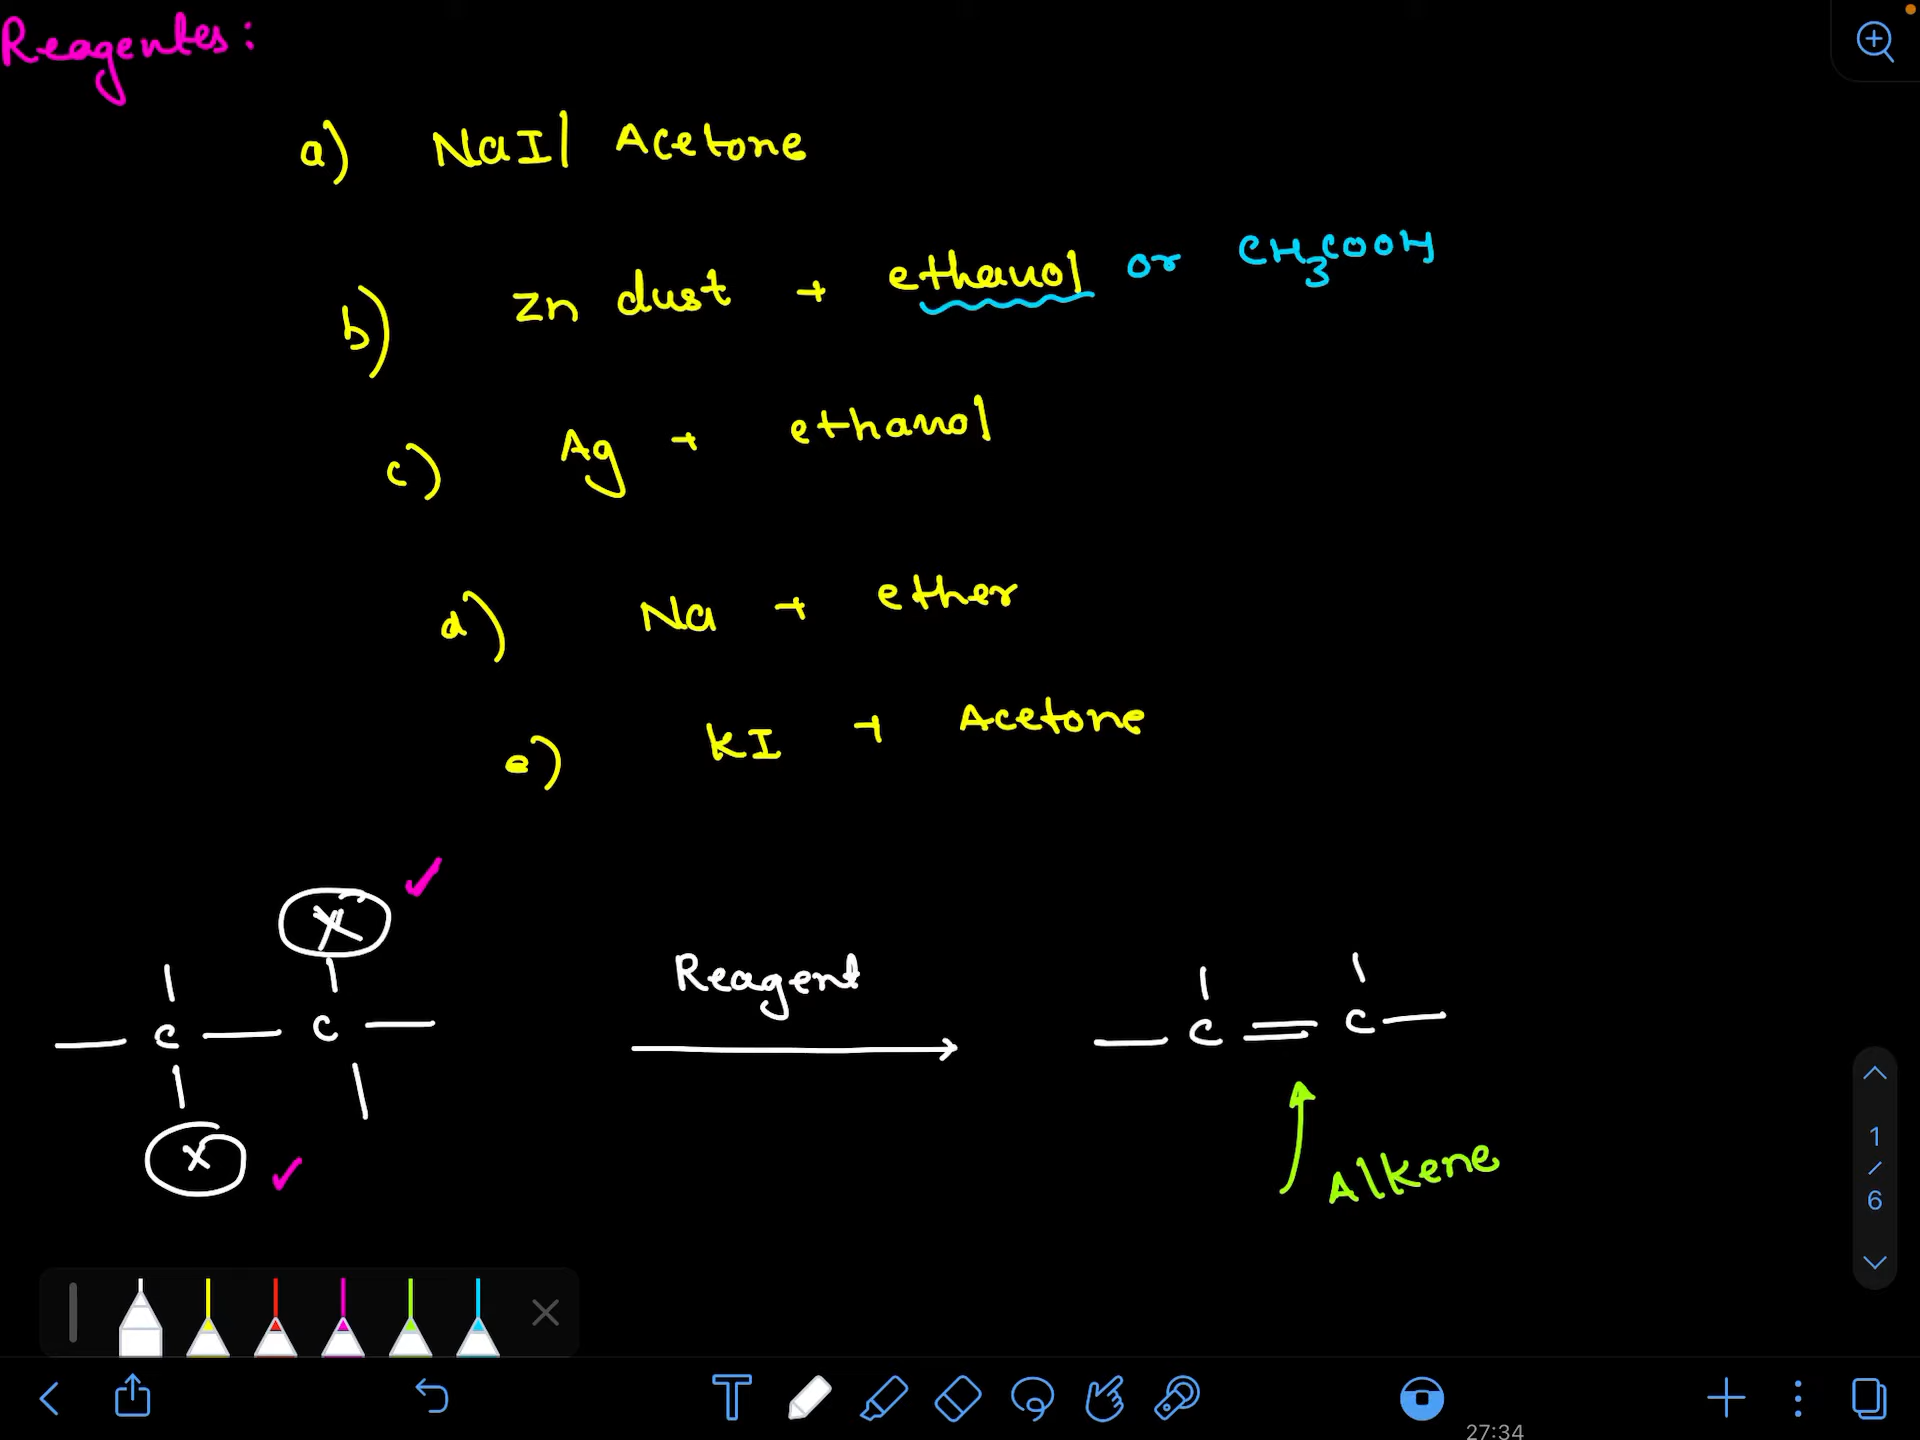 Reagentes:
a) NaI| Acetone
b) Zn dust + ethanol or CH3COOH
c) Ag + ethanol
d) Na + ether
e) KI + Acetone
X
Reagent
— C — C —
— C = C —
X
Alkene
1
/
6
T
27:34